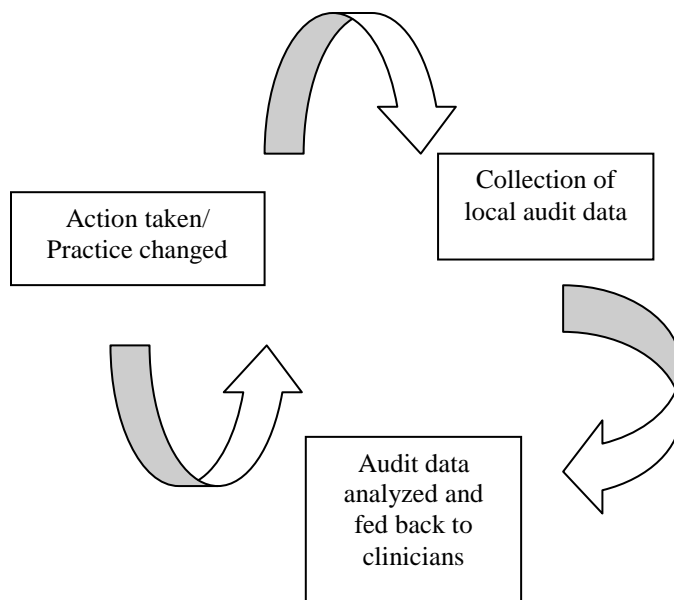 Collection of
local audit data
Action taken/
Practice changed
Audit data
analyzed and
fed back to
clinicians